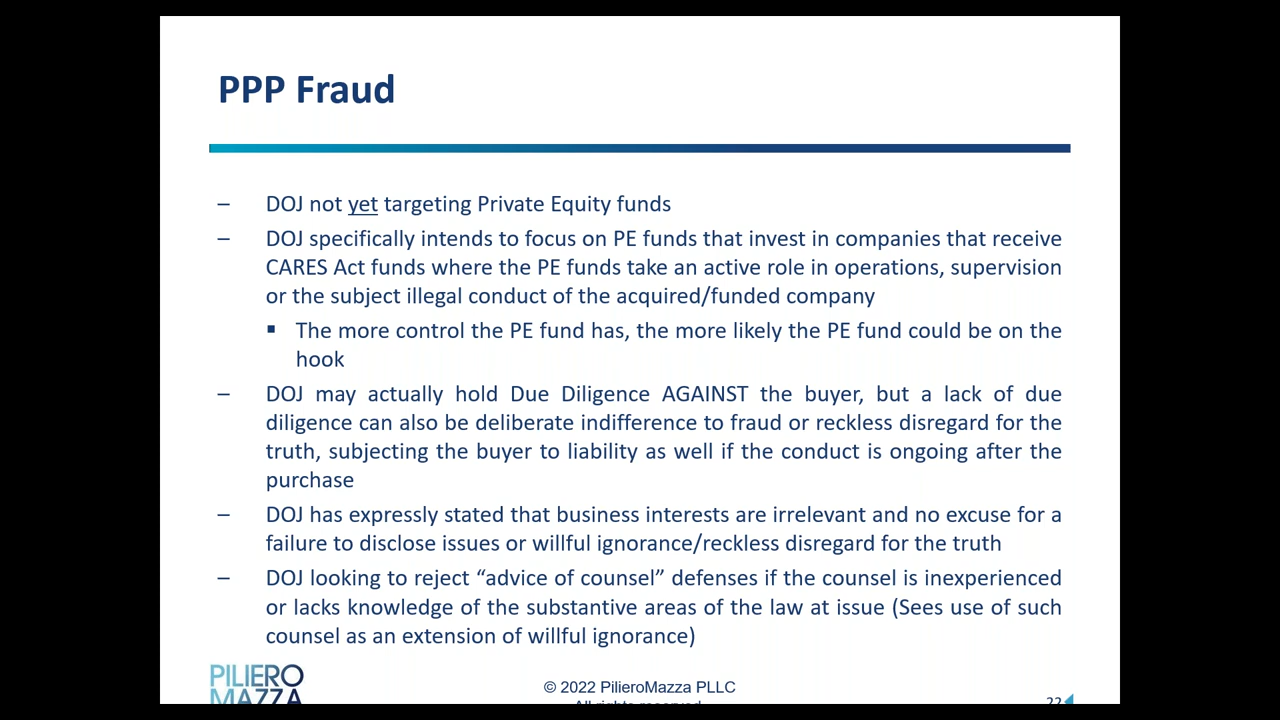 PPP Fraud
– DOJ not yet targeting Private Equity funds
– DOJ specifically intends to focus on PE funds that invest in companies that receive
CARES Act funds where the PE funds take an active role in operations, supervision
or the subject illegal conduct of the acquired/funded company
▪ The more control the PE fund has, the more likely the PE fund could be on the
hook
– DOJ may actually hold Due Diligence AGAINST the buyer, but a lack of due
diligence can also be deliberate indifference to fraud or reckless disregard for the
truth, subjecting the buyer to liability as well if the conduct is ongoing after the
purchase
– DOJ has expressly stated that business interests are irrelevant and no excuse for a
failure to disclose issues or willful ignorance/reckless disregard for the truth
– DOJ looking to reject “advice of counsel” defenses if the counsel is inexperienced
or lacks knowledge of the substantive areas of the law at issue (Sees use of such
counsel as an extension of willful ignorance)
PILIERO
MAZZA
© 2022 PilieroMazza PLLC
All rights reserved
22